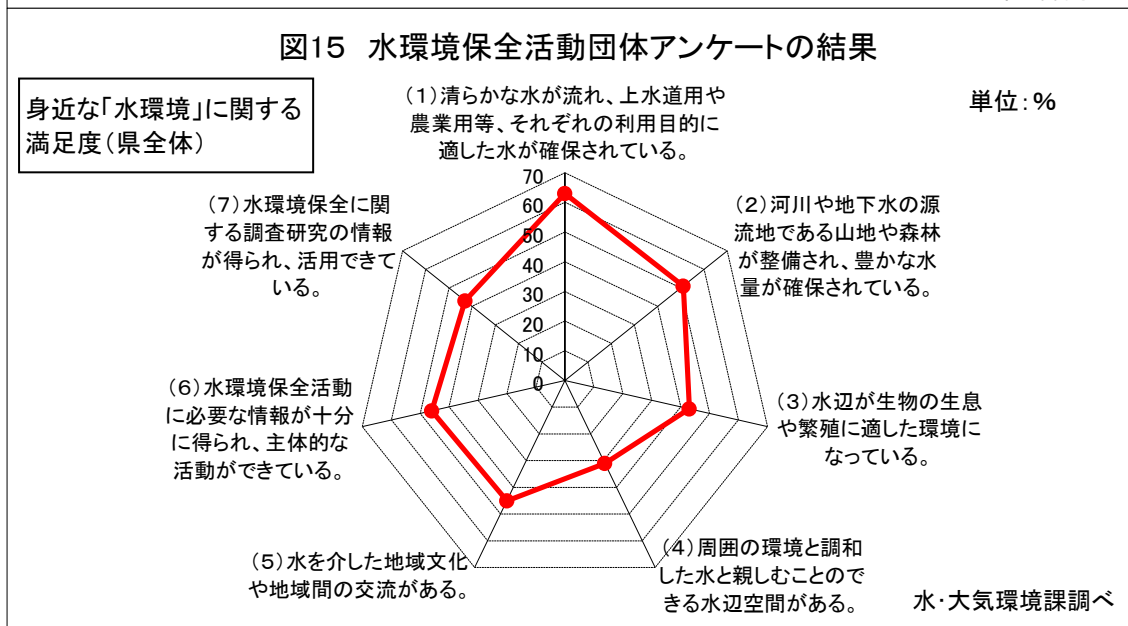 図15 水環境保全活動団体アンケートの結果
身近な「水環境」に関する
満足度（県全体）
単位：％
（１）清らかな水が流れ、上水道用や
農業用等、それぞれの利用目的に
適した水が確保されている。
（２）河川や地下水の源
流地である山地や森林
が整備され、豊かな水
量が確保されている。
（３）水辺が生物の生息
や繁殖に適した環境に
なっている。
（４）周囲の環境と調和
した水と親しむことので
きる水辺空間がある。
（５）水を介した地域文化
や地域間の交流がある。
（６）水環境保全活動
に必要な情報が十分
に得られ、主体的な
活動ができている。
（７）水環境保全に関
する調査研究の情報
が得られ、活用できて
いる。
70
60
50
40
30
20
10
0
水・大気環境課調べ